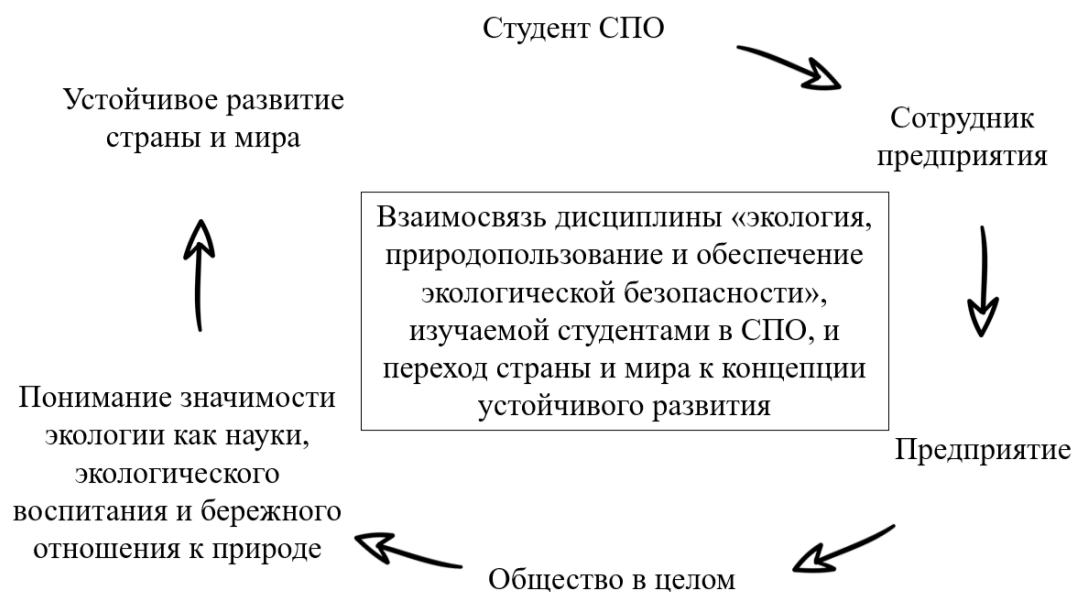 Студент СПО
Сотрудник
предприятия
Предприятие
Общество в целом
Понимание значимости
экологии как науки,
экологического
воспитания и бережного
отношения к природе
Устойчивое развитие
страны и мира
Взаимосвязь дисциплины «экология,
природопользование и обеспечение
экологической безопасности»,
изучаемой студентами в СПО, и
переход страны и мира к концепции
устойчивого развития